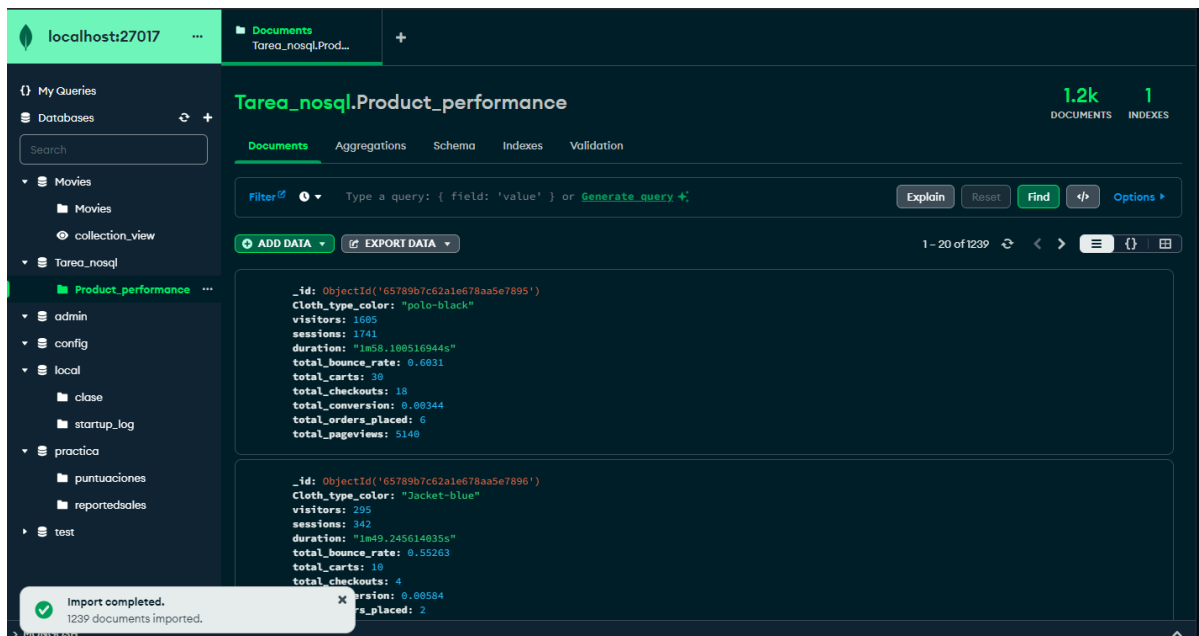 localhost:27017 ...
Documents
Tarea_nosql.Prod...
+
{} My Queries
Databases
Search
Movies
Movies
collection_view
Tarea_nosql
Product_performance ...
admin
config
local
clase
startup_log
practica
puntuaciones
reportedsales
test
Tarea_nosql.Product_performance
1.2k 1
DOCUMENTS INDEXES
Documents Aggregations Schema Indexes Validation
Filter Type a query: { field: 'value' } or Generate query Explain Reset Find </> Options
ADD DATA EXPORT DATA 1 – 20 of 1239 {}
_id: ObjectId('65789b7c62a1e678aa5e7895')
Cloth_type_color: "polo-black"
visitors: 1605
sessions: 1741
duration: "1m58.100516944s"
total_bounce_rate: 0.6031
total_carts: 30
total_checkouts: 18
total_conversion: 0.00344
total_orders_placed: 6
total_pageviews: 5140
_id: ObjectId('65789b7c62a1e678aa5e7896')
Cloth_type_color: "Jacket-blue"
visitors: 295
sessions: 342
duration: "1m49.245614035s"
total_bounce_rate: 0.55263
total_carts: 10
total_checkouts: 4
ersion: 0.00584
rs_placed: 2
Import completed.
1239 documents imported.
>_MONGOSH